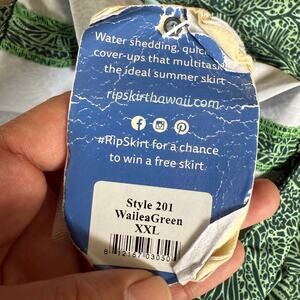 Water shedding, quick
cover-ups that multitask
the ideal summer skirt
ripskirthawaii.com
#RipSkirt for a chance
to win a free skirt
Style 201
WaileaGreen
XXL